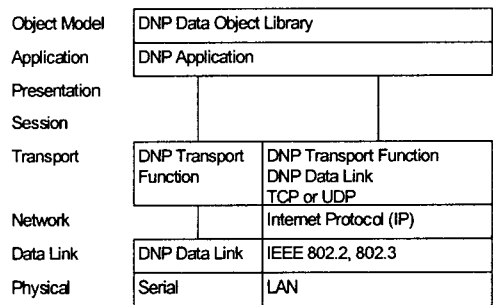 Object Model DNP Data Object Library
Application DNP Application
Presentation
Session
Transport DNP Transport Function DNP Transport Function
DNP Data Link
TCP or UDP
Network Internet Protocol (IP)
Data Link DNP Data Link IEEE 802.2, 802.3
Physical Serial LAN